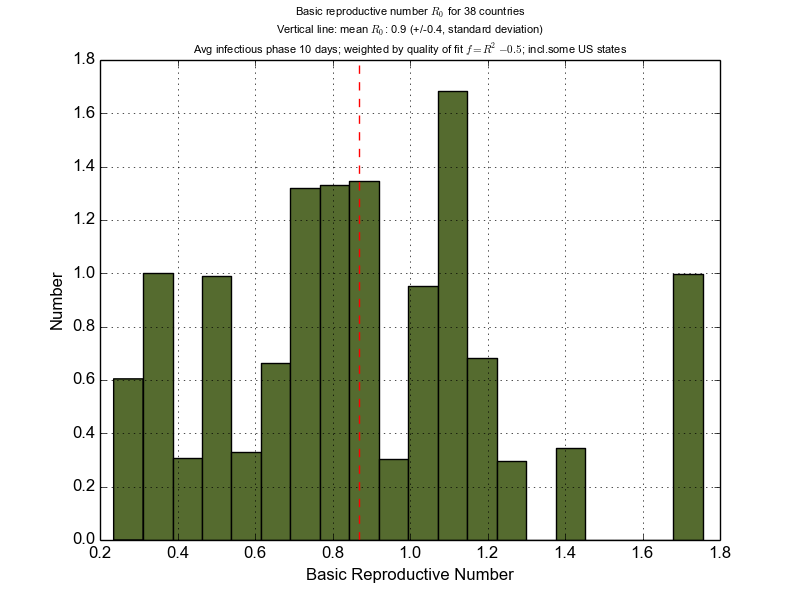 Basic reproductive number R₀ for 38 countries
Vertical line: mean R₀: 0.9 (+/-0.4, standard deviation)
Avg infectious phase 10 days; weighted by quality of fit f=R² −0.5; incl.some US states
1.8
1.6
1.4
1.2
1.0
0.8
0.6
0.4
0.2
0.0
Number
0.2 0.4 0.6 0.8 1.0 1.2 1.4 1.6 1.8
Basic Reproductive Number